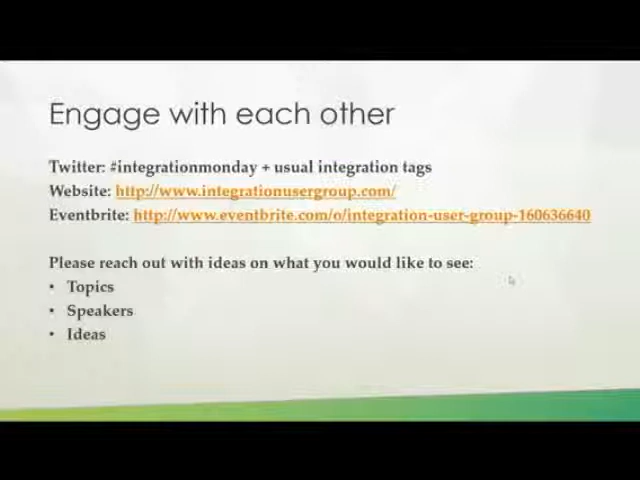 Engage with each other
Twitter: #integrationmonday + usual integration tags
Website: http://www.integrationusergroup.com/
Eventbrite: http://www.eventbrite.com/o/integration-user-group-160636640
Please reach out with ideas on what you would like to see:
• Topics
• Speakers
• Ideas